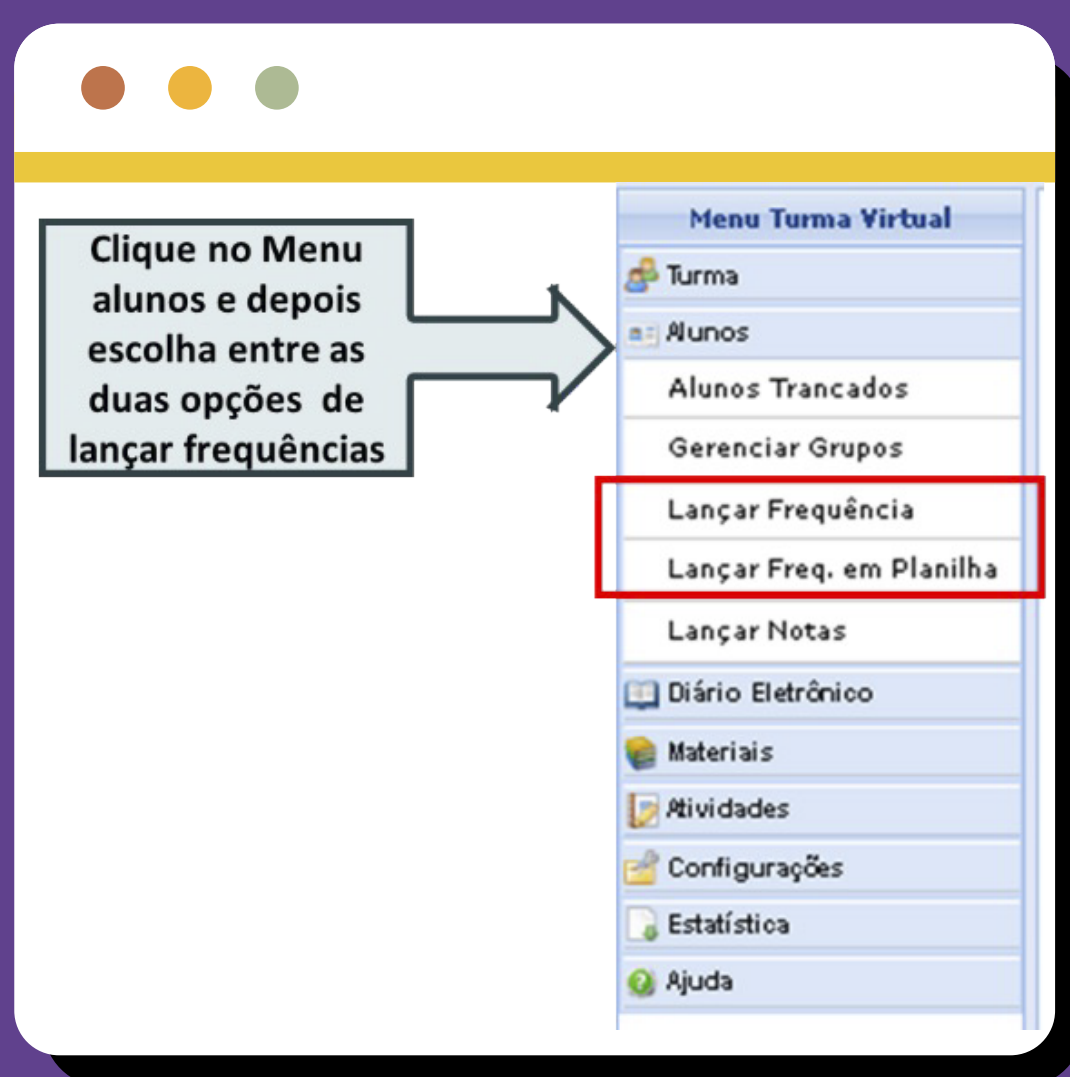 Clique no Menu
alunos e depois
escolha entre as
duas opções de
lançar frequências
Menu Turma Virtual
Turma
Alunos
Alunos Trancados
Gerenciar Grupos
Lançar Frequência
Lançar Freq. em Planilha
Lançar Notas
Diário Eletrônico
Materiais
Atividades
Configurações
Estatística
Ajuda